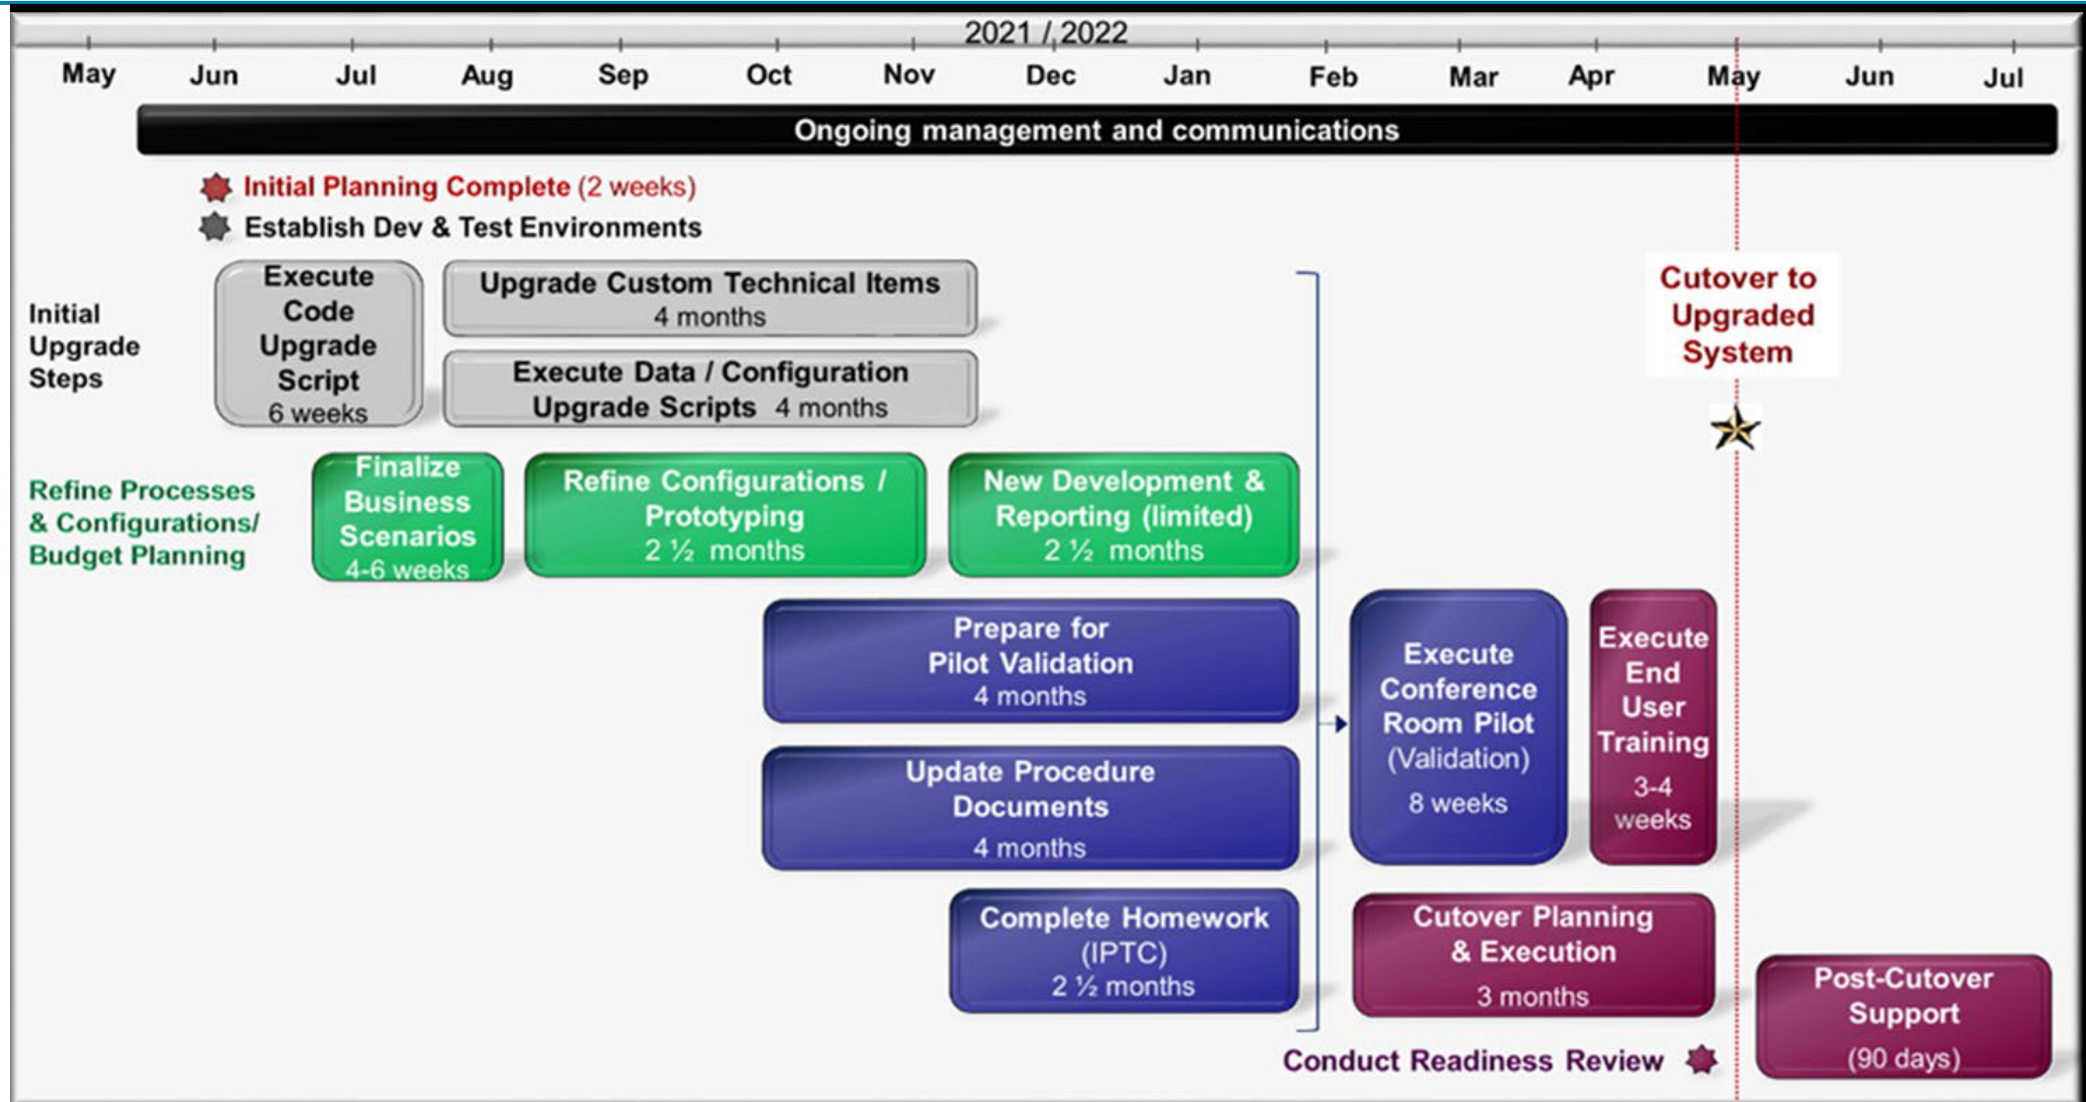 2021 / 2022
May Jun Jul Aug Sep Oct Nov Dec Jan Feb Mar Apr May Jun Jul
Ongoing management and communications
Initial Planning Complete (2 weeks)
Establish Dev & Test Environments
Initial
Upgrade
Steps
Execute
Code
Upgrade
Script
6 weeks
Upgrade Custom Technical Items
4 months
Execute Data / Configuration
Upgrade Scripts 4 months
Cutover to
Upgraded
System
Refine Processes
& Configurations/
Budget Planning
Finalize
Business
Scenarios
4-6 weeks
Refine Configurations /
Prototyping
2 ½ months
New Development &
Reporting (limited)
2 ½ months
Prepare for
Pilot Validation
4 months
Update Procedure
Documents
4 months
Complete Homework
(IPTC)
2 ½ months
Execute
Conference
Room Pilot
(Validation)
8 weeks
Execute
End
User
Training
3-4
weeks
Cutover Planning
& Execution
3 months
Post-Cutover
Support
(90 days)
Conduct Readiness Review